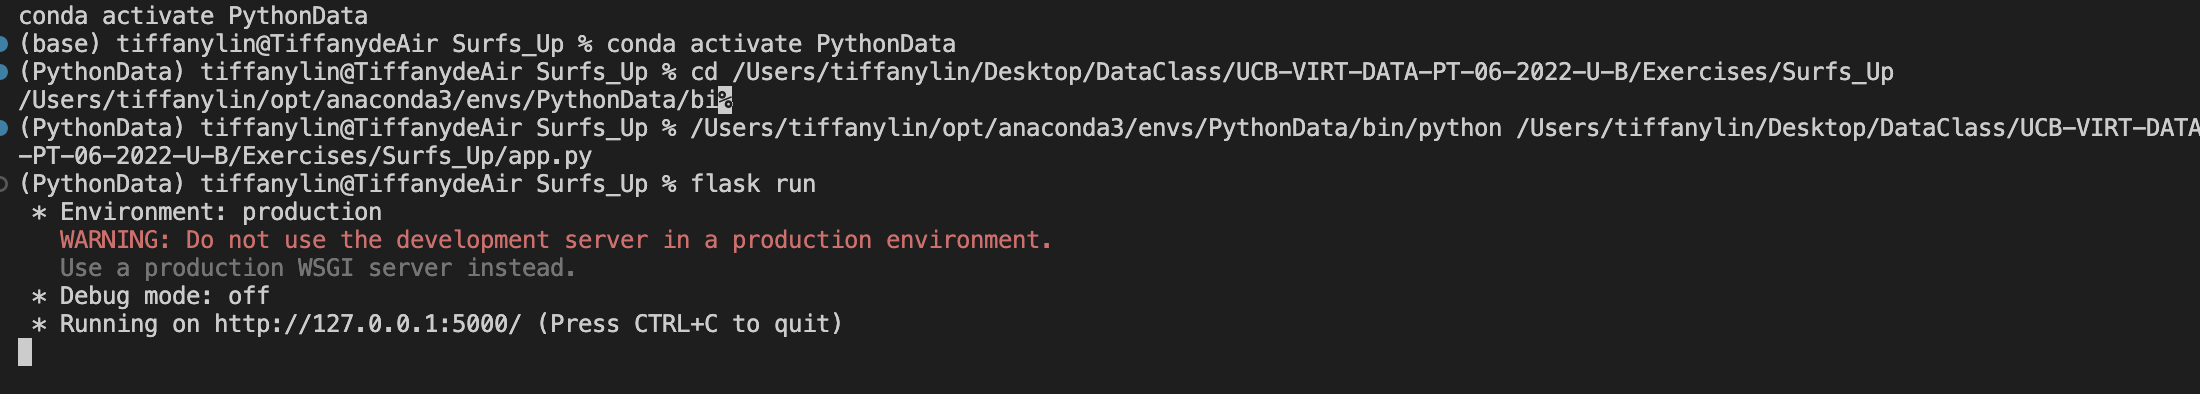 conda activate PythonData
(base) tiffanylin@TiffanydeAir Surfs_Up % conda activate PythonData
(PythonData) tiffanylin@TiffanydeAir Surfs_Up % cd /Users/tiffanylin/Desktop/DataClass/UCB-VIRT-DATA-PT-06-2022-U-B/Exercises/Surfs_Up
/Users/tiffanylin/opt/anaconda3/envs/PythonData/bi%
(PythonData) tiffanylin@TiffanydeAir Surfs_Up % /Users/tiffanylin/opt/anaconda3/envs/PythonData/bin/python /Users/tiffanylin/Desktop/DataClass/UCB-VIRT-DATA
-PT-06-2022-U-B/Exercises/Surfs_Up/app.py
(PythonData) tiffanylin@TiffanydeAir Surfs_Up % flask run
* Environment: production
WARNING: Do not use the development server in a production environment.
Use a production WSGI server instead.
* Debug mode: off
* Running on http://127.0.0.1:5000/ (Press CTRL+C to quit)